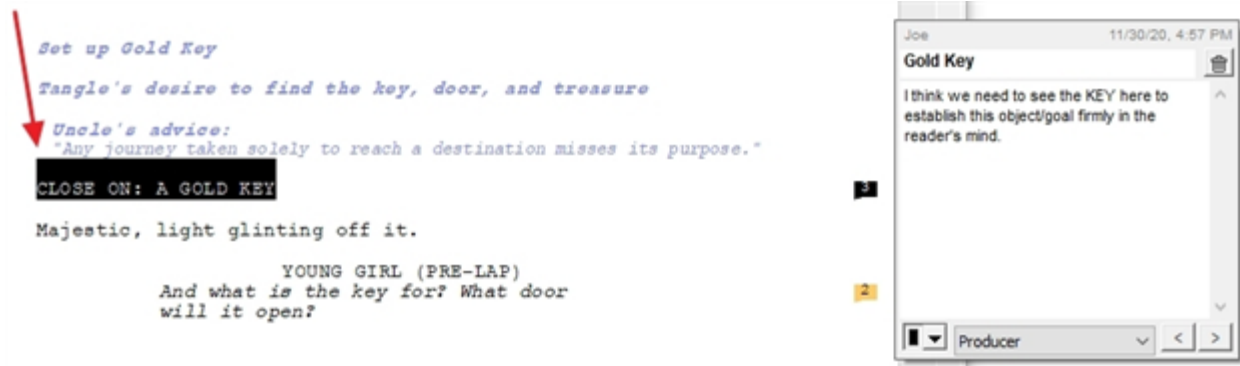 Set up Gold Key
Tangle's desire to find the key, door, and treasure
Uncle's advice:
"Any journey taken solely to reach a destination misses its purpose."
CLOSE ON: A GOLD KEY
3
Majestic, light glinting off it.
YOUNG GIRL (PRE-LAP)
And what is the key for? What door
will it open?
2
Joe 11/30/20, 4:57 PM
Gold Key
I think we need to see the KEY here to
establish this object/goal firmly in the
reader's mind.
Producer
< >